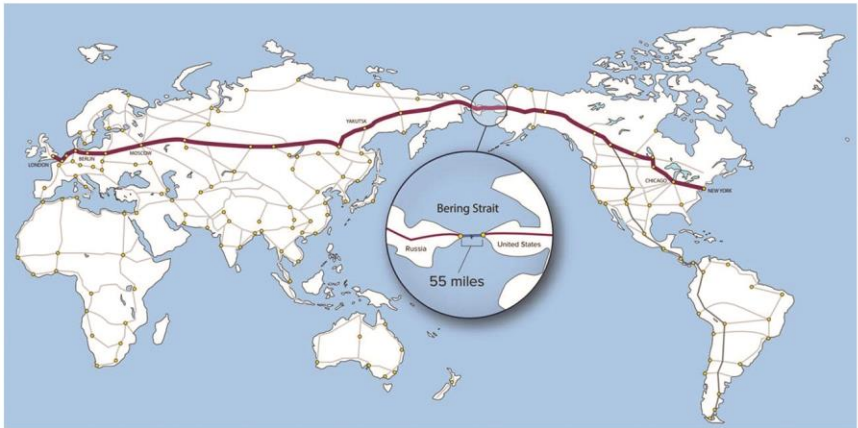 YAKUTSK
LONDON
BERLIN
MOSCOW
CHICAGO
NEW YORK
Bering Strait
Russia
United States
55 miles